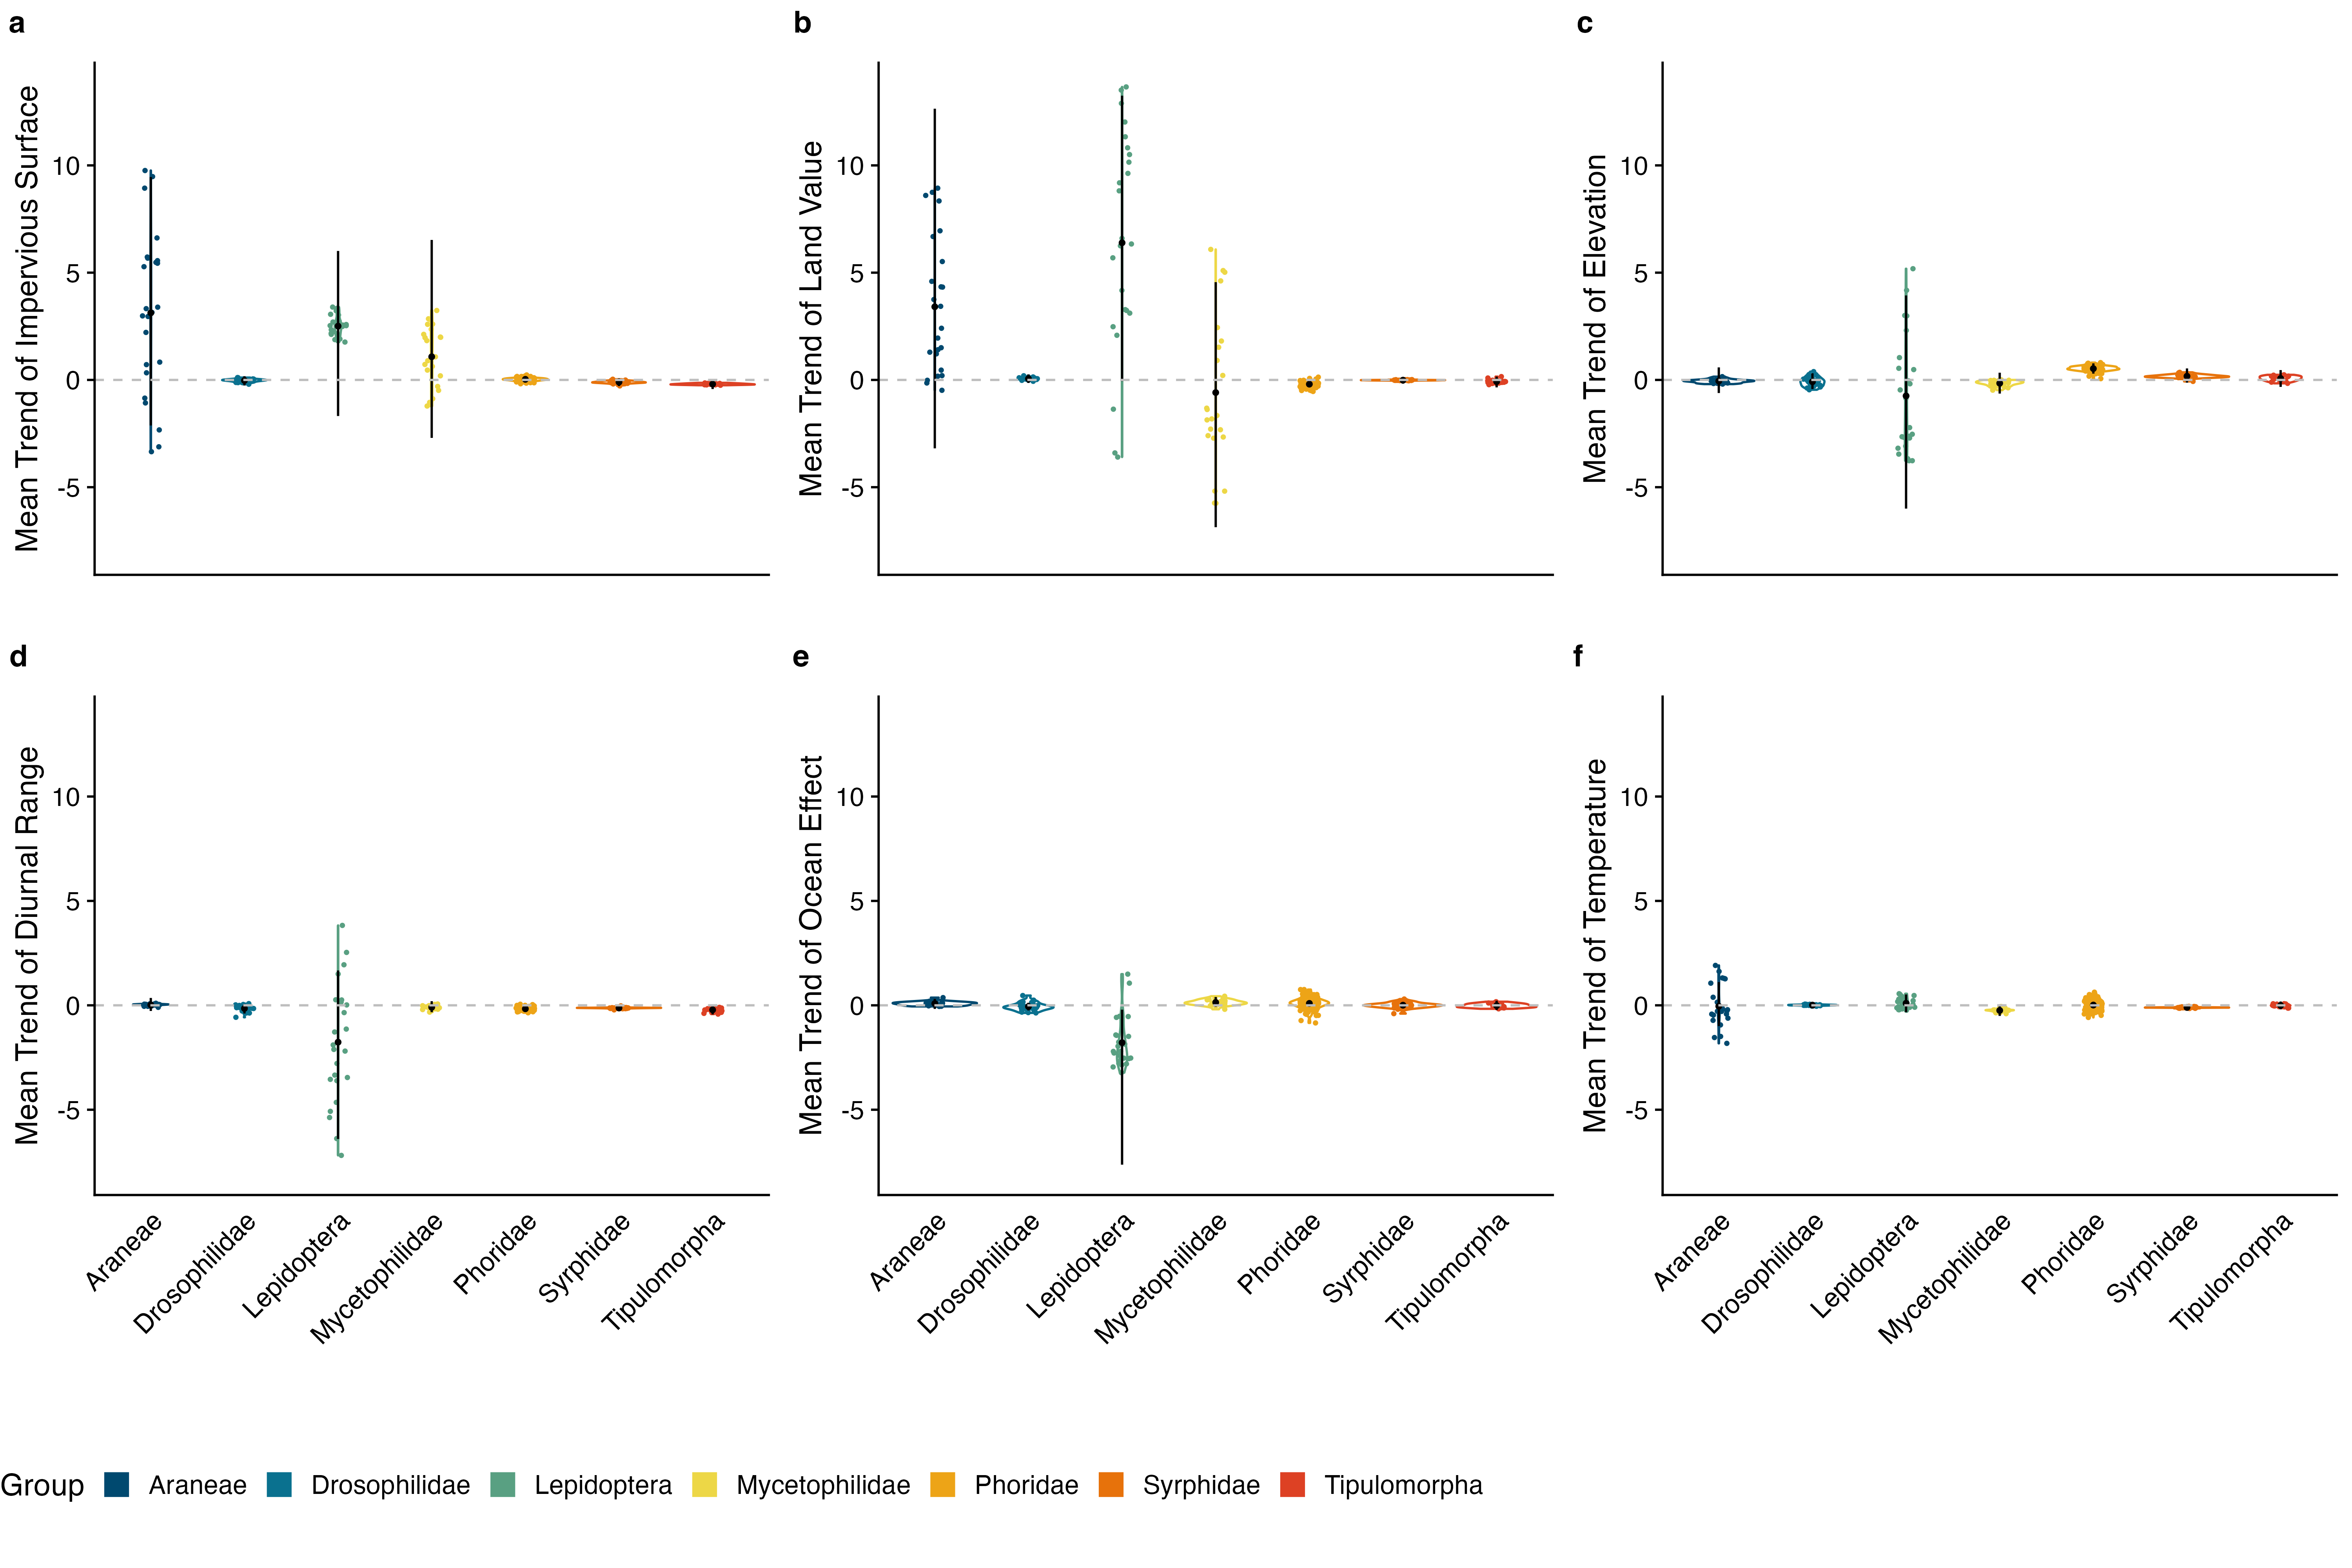 a
b
c
Mean Trend of Impervious Surface
10
5
0
-5
Mean Trend of Land Value
10
5
0
-5
Mean Trend of Elevation
10
5
0
-5
d
e
f
Mean Trend of Diurnal Range
10
5
0
-5
Araneae
Drosophilidae
Lepidoptera
Mycetophilidae
Phoridae
Syrphidae
Tipulomorpha
Mean Trend of Ocean Effect
10
5
0
-5
Araneae
Drosophilidae
Lepidoptera
Mycetophilidae
Phoridae
Syrphidae
Tipulomorpha
Mean Trend of Temperature
10
5
0
-5
Araneae
Drosophilidae
Lepidoptera
Mycetophilidae
Phoridae
Syrphidae
Tipulomorpha
Group Araneae Drosophilidae Lepidoptera Mycetophilidae Phoridae Syrphidae Tipulomorpha